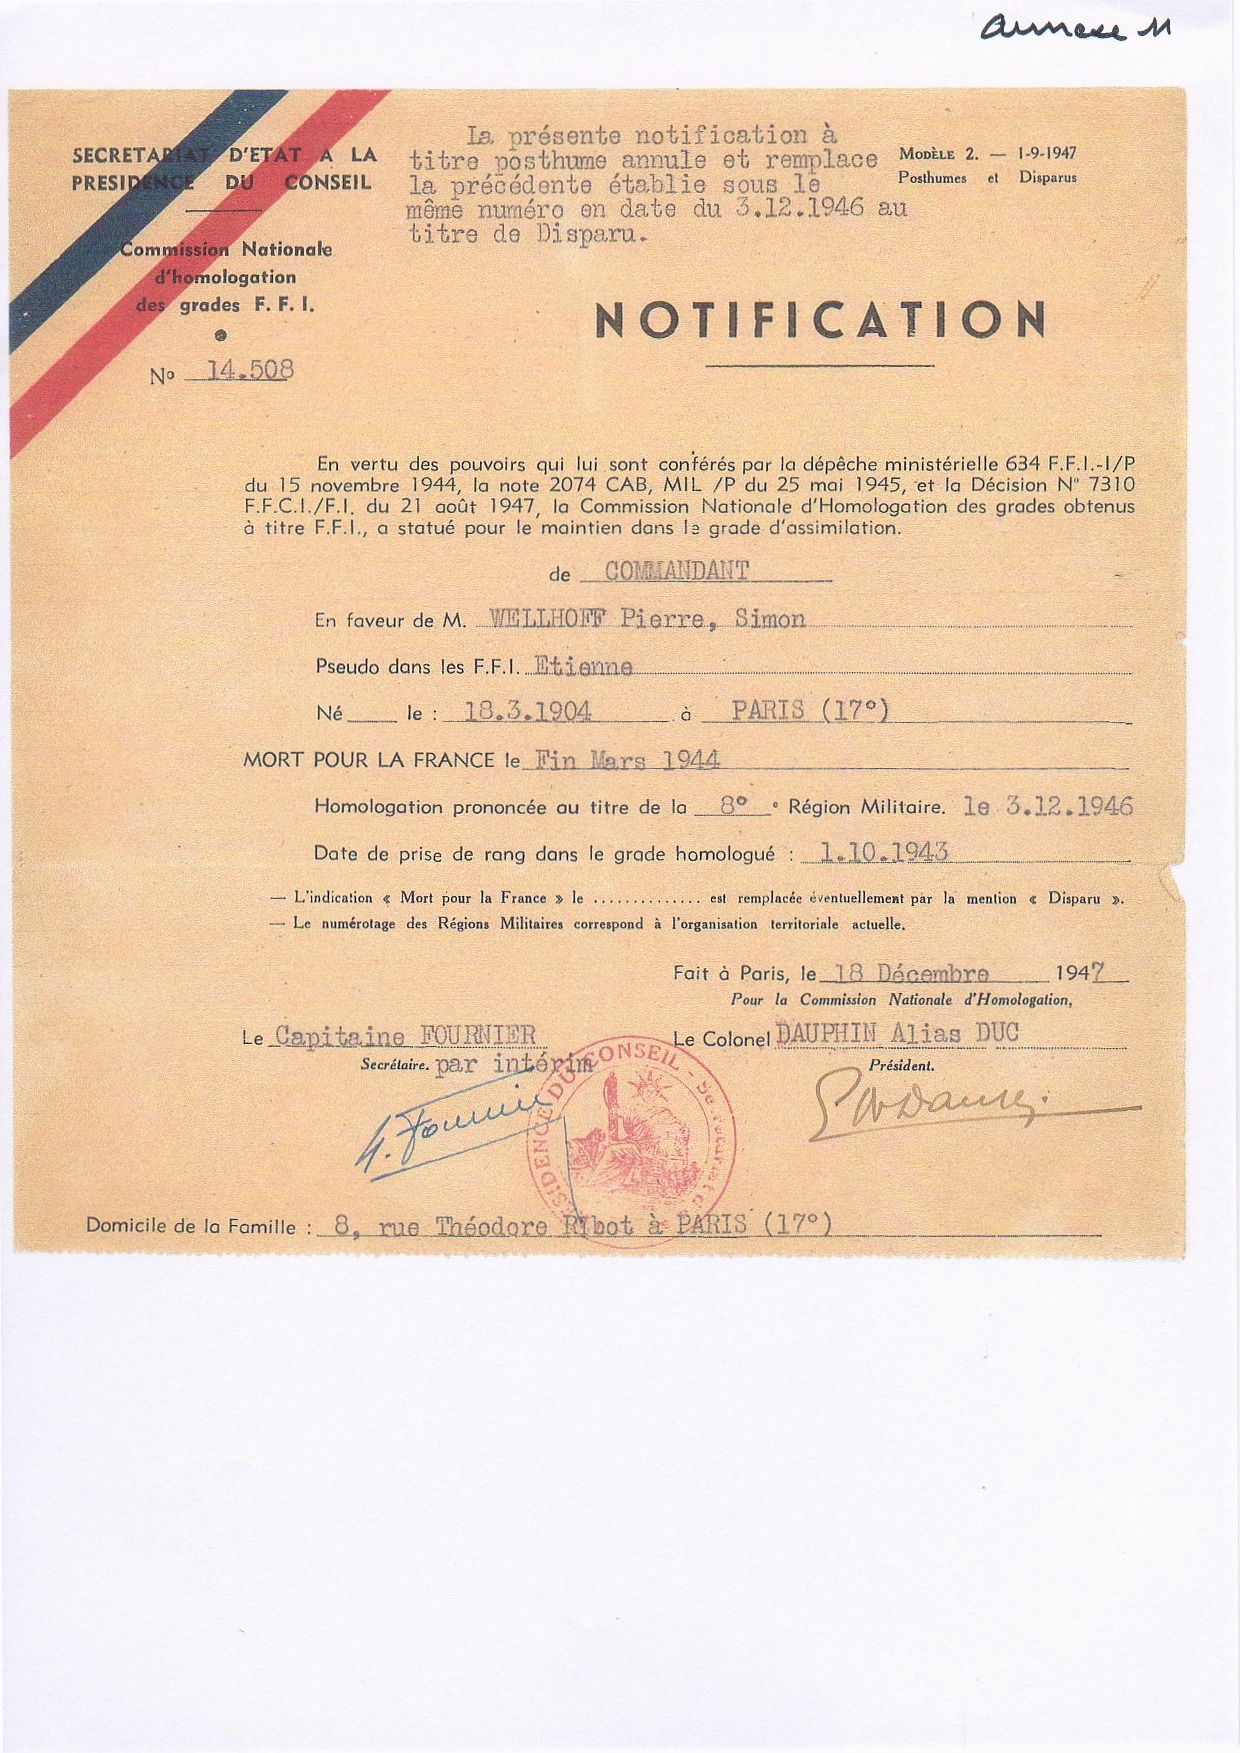 Annexe 11
SECRETARIAT D'ETAT A LA
PRESIDENCE DU CONSEIL
Commission Nationale
d'homologation
des grades F. F. I.
No 14.508
La présente notification à
titre posthume annule et remplace
la précédente établie sous le
même numéro en date du 3.12.1946 au
titre de Disparu.
MODÈLE 2. — 1-9-1947
Posthumes et Disparus
NOTIFICATION
En vertu des pouvoirs qui lui sont conférés par la dépêche ministérielle 634 F.F.I.-I/P
du 15 novembre 1944, la note 2074 CAB, MIL /P du 25 mai 1945, et la Décision N° 7310
F.F.C.I./F.I. du 21 août 1947, la Commission Nationale d'Homologation des grades obtenus
à titre F.F.I., a statué pour le maintien dans le grade d'assimilation.
de COMMANDANT
En faveur de M. WELLHOFF Pierre, Simon
Pseudo dans les F.F.I. Etienne
Né le : 18.3.1904 à PARIS (17°)
MORT POUR LA FRANCE le Fin Mars 1944
Homologation prononcée au titre de la 8° e Région Militaire. le 3.12.1946
Date de prise de rang dans le grade homologué : 1.10.1943
— L'indication « Mort pour la France » le .............. est remplacée éventuellement par la mention « Disparu ».
— Le numérotage des Régions Militaires correspond à l'organisation territoriale actuelle.
Fait à Paris, le 18 Décembre 1947
Pour la Commission Nationale d'Homologation,
Le Capitaine FOURNIER
Secrétaire. par intérim
Le Colonel DAUPHIN Alias DUC
Président.
G. Fournier
PRESIDENCE DU CONSEIL - Secrétariat d
Domicile de la Famille : 8, rue Théodore Ribot à PARIS (17°)